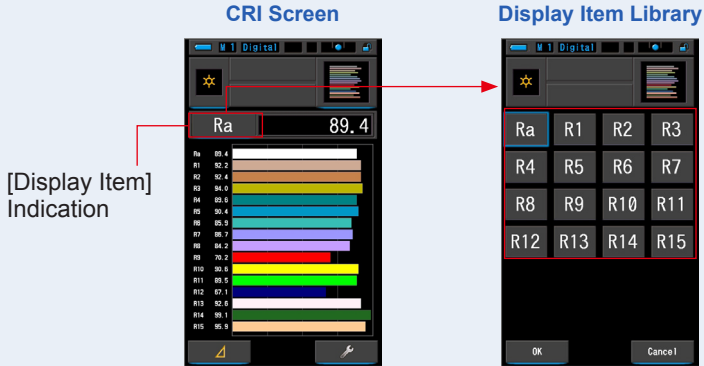 CRI Screen
Display Item Library
M 1 Digital
M 1 Digital
Ra 89.4
[Display Item]
Indication
Ra 89.4
R1 92.2
R2 92.4
R3 94.0
R4 89.6
R5 90.4
R6 85.9
R7 86.7
R8 84.2
R9 70.2
R10 90.6
R11 89.5
R12 67.1
R13 92.6
R14 99.1
R15 95.9
Ra R1 R2 R3
R4 R5 R6 R7
R8 R9 R10 R11
R12 R13 R14 R15
OK Cancel